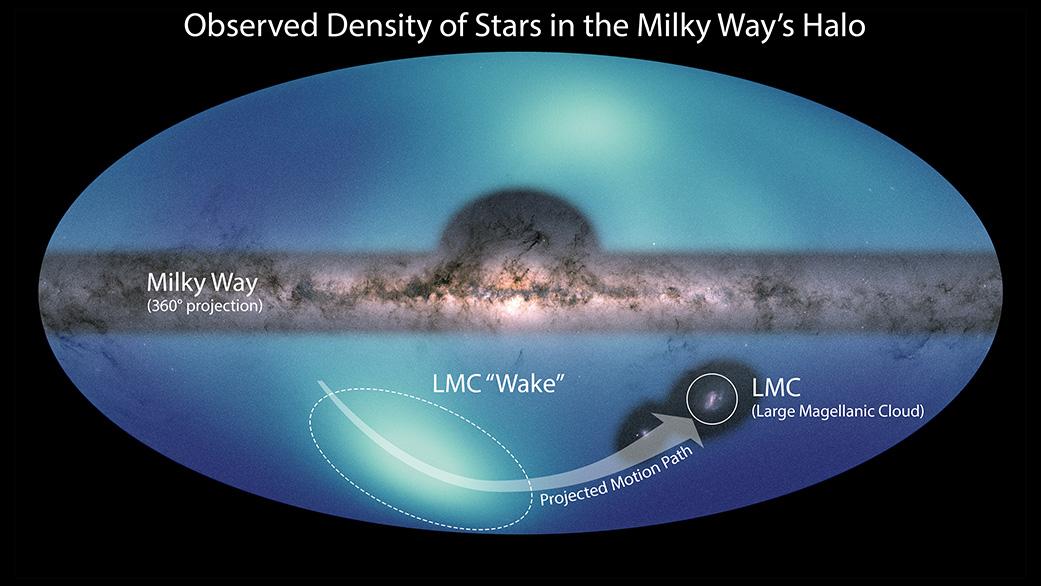 Observed Density of Stars in the Milky Way’s Halo
Milky Way
(360° projection)
LMC “Wake”
LMC
(Large Magellanic Cloud)
Projected Motion Path